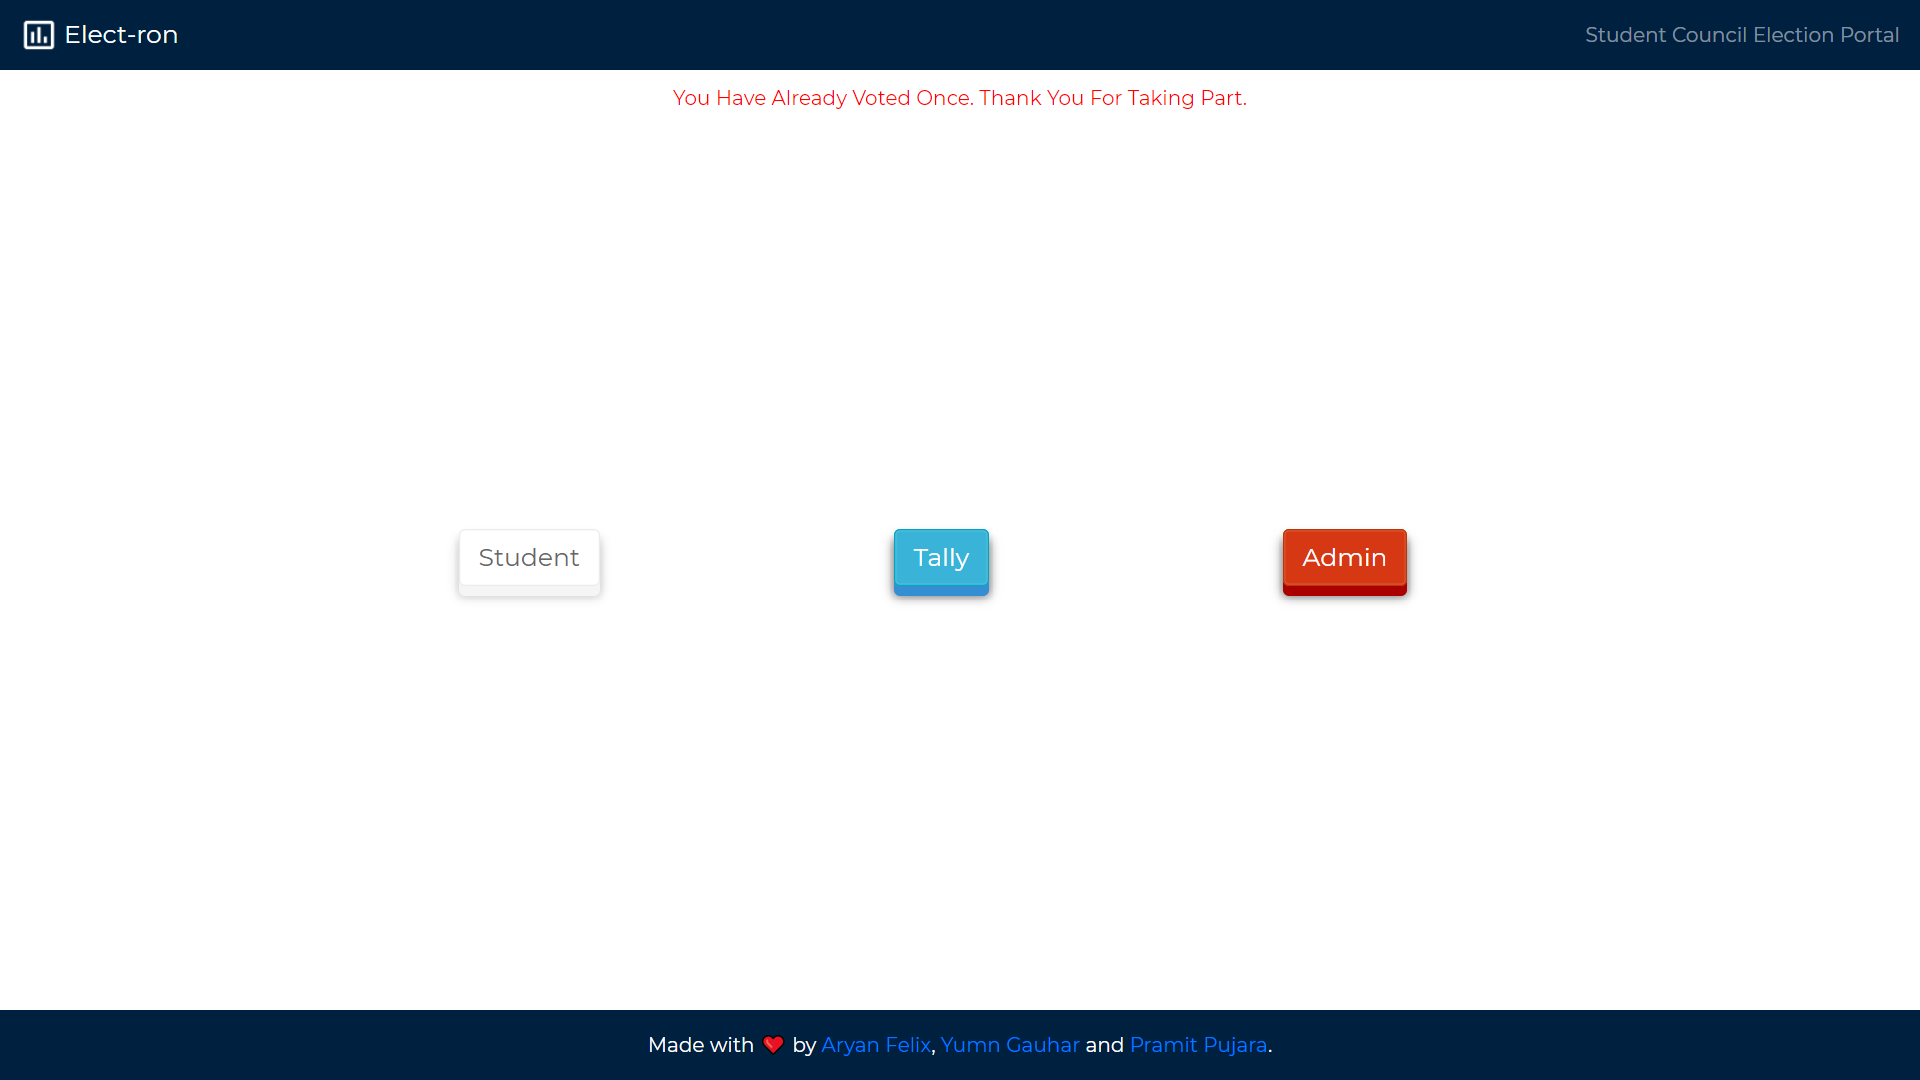 Elect-ron
Student Council Election Portal
You Have Already Voted Once. Thank You For Taking Part.
Student
Tally
Admin
Made with ❤ by Aryan Felix, Yumn Gauhar and Pramit Pujara.